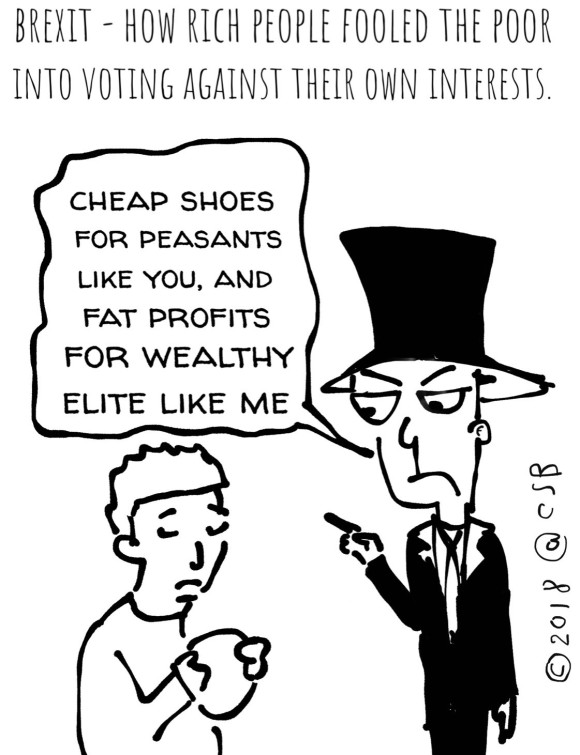 BREXIT - HOW RICH PEOPLE FOOLED THE POOR
INTO VOTING AGAINST THEIR OWN INTERESTS.
CHEAP SHOES
FOR PEASANTS
LIKE YOU, AND
FAT PROFITS
FOR WEALTHY
ELITE LIKE ME
©2018 @CSB